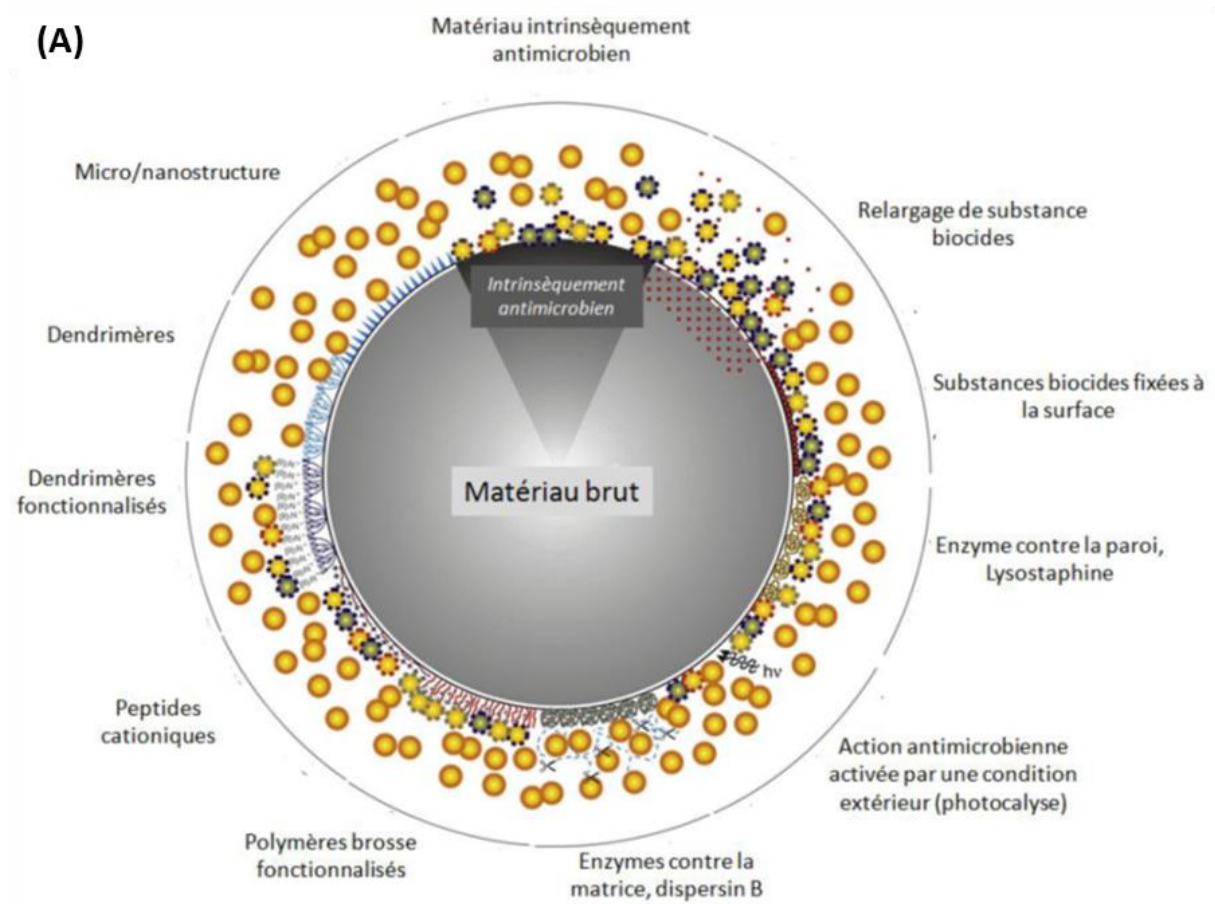 (A)
Matériau intrinsèquement
antimicrobien
Micro/nanostructure
Relargage de substance
biocides
Intrinsèquement
antimicrobien
Dendrimères
Substances biocides fixées à
la surface
Dendrimères
fonctionnalisés
Matériau brut
Enzyme contre la paroi,
Lysostaphine
hν
Peptides
cationiques
Action antimicrobienne
activée par une condition
extérieur (photocalyse)
Polymères brosse
fonctionnalisés
Enzymes contre la
matrice, dispersin B